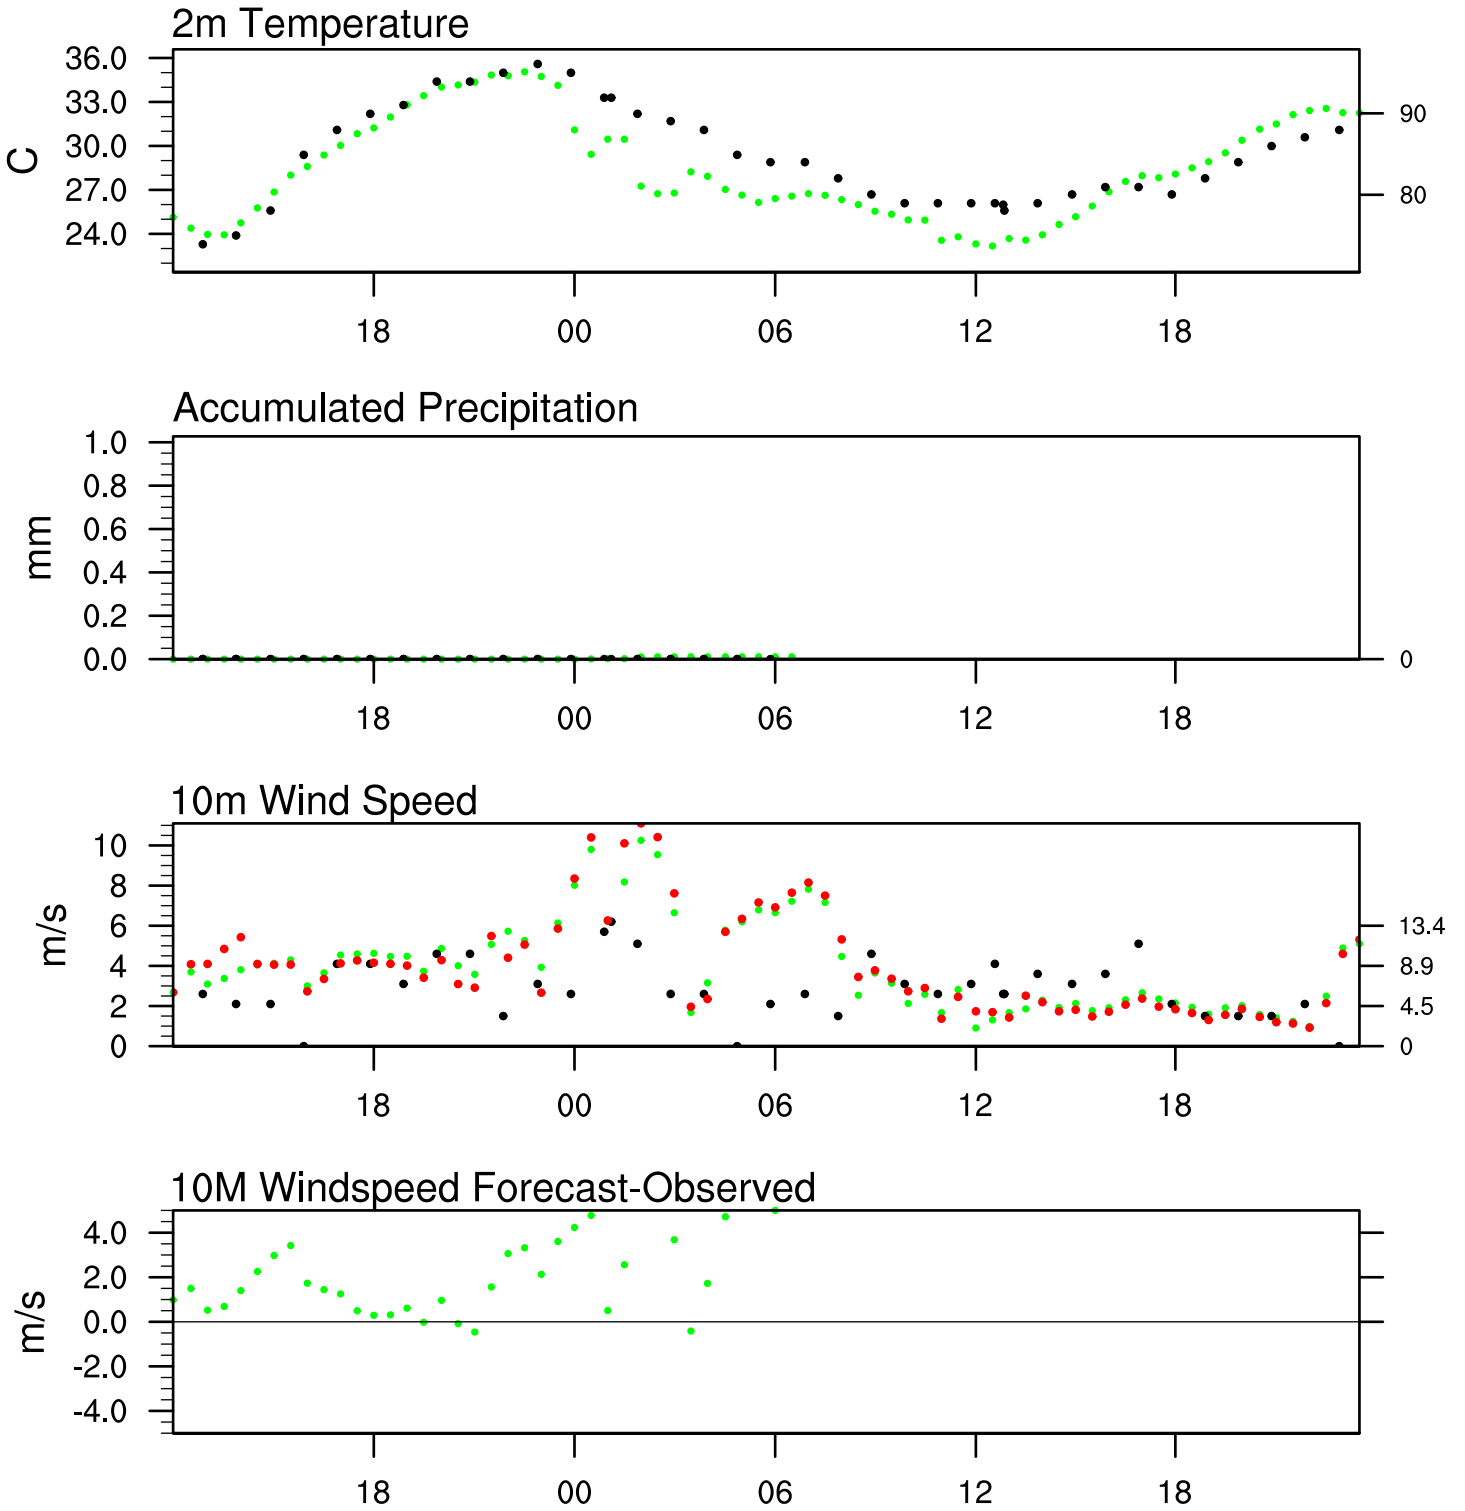 2m Temperature
36.0
33.0
90
30.0
C
27.0
80
24.0
18 00 06 12 18
Accumulated Precipitation
1.0
0.8
0.6
mm
0.4
0.2
0.0
0
18 00 06 12 18
10m Wind Speed
10
8
6
13.4
m/s
4
8.9
2
4.5
0
0
18 00 06 12 18
10M Windspeed Forecast-Observed
4.0
2.0
0.0
m/s
-2.0
-4.0
18 00 06 12 18